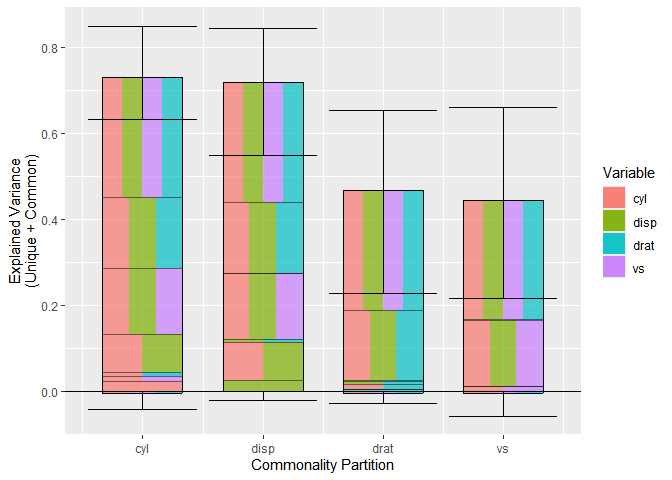 Explained Variance
(Unique + Common)
0.8
0.6
0.4
0.2
0.0
cyl
disp
drat
vs
Commonality Partition
Variable
cyl
disp
drat
vs